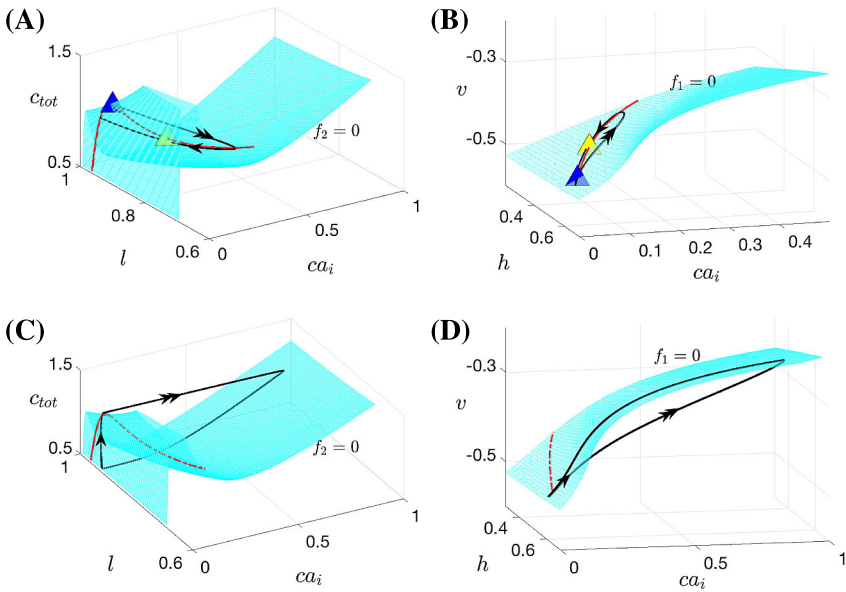 (A)
1.5
c_tot
0.5
1
0.8
l
0.6
0
0.5
1
ca_i
f_2 = 0
(B)
-0.3
v
-0.5
0.4
0.6
h
0
0.1
0.2
0.3
0.4
ca_i
f_1 = 0
(C)
1.5
c_tot
0.5
1
l
0.6
0
0.5
1
ca_i
f_2 = 0
(D)
-0.3
v
-0.5
0.4
0.6
h
0
0.5
1
ca_i
f_1 = 0